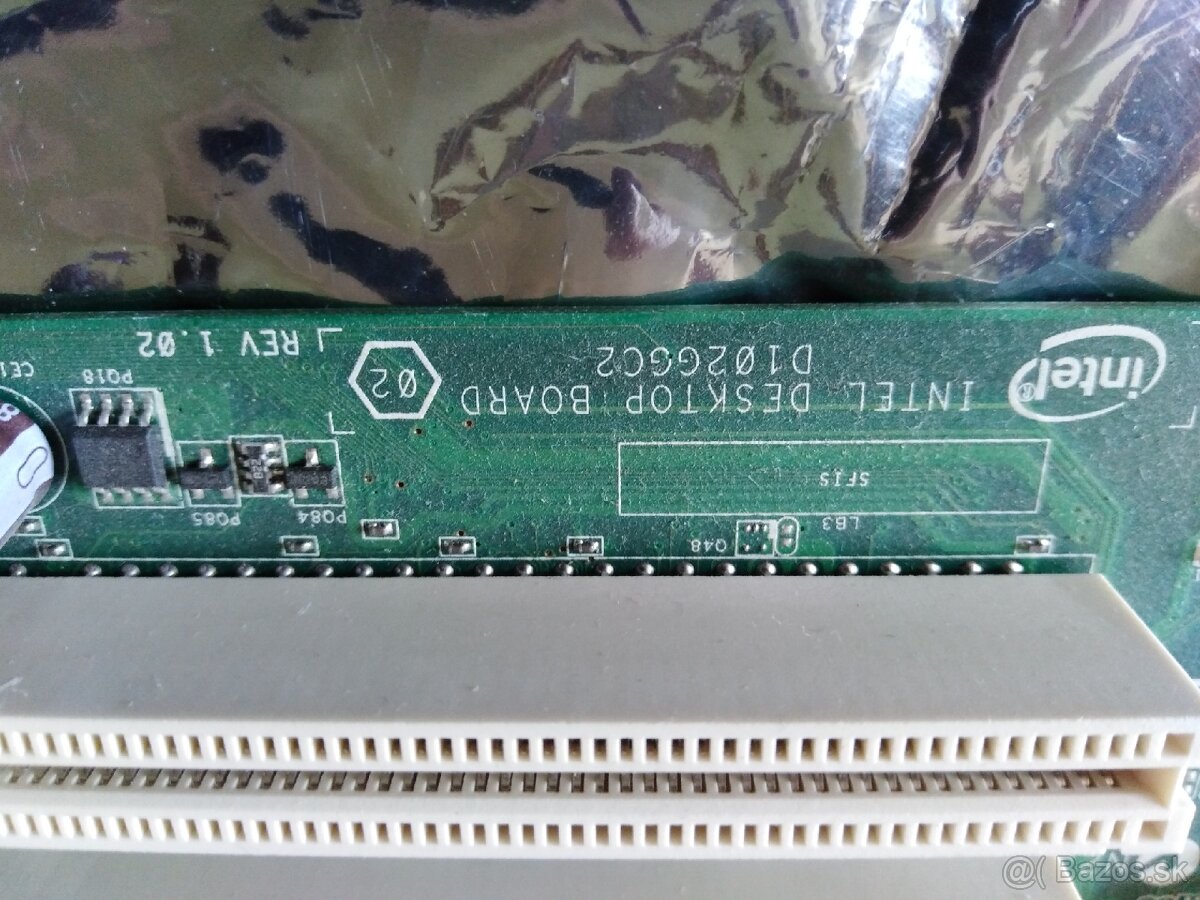 intel®
INTEL DESKTOP BOARD
D102GGC2
02
REV 1.02
PQ18
SFIS
LB3
Q48
PQ84
PQ85
@( Bazos.sk